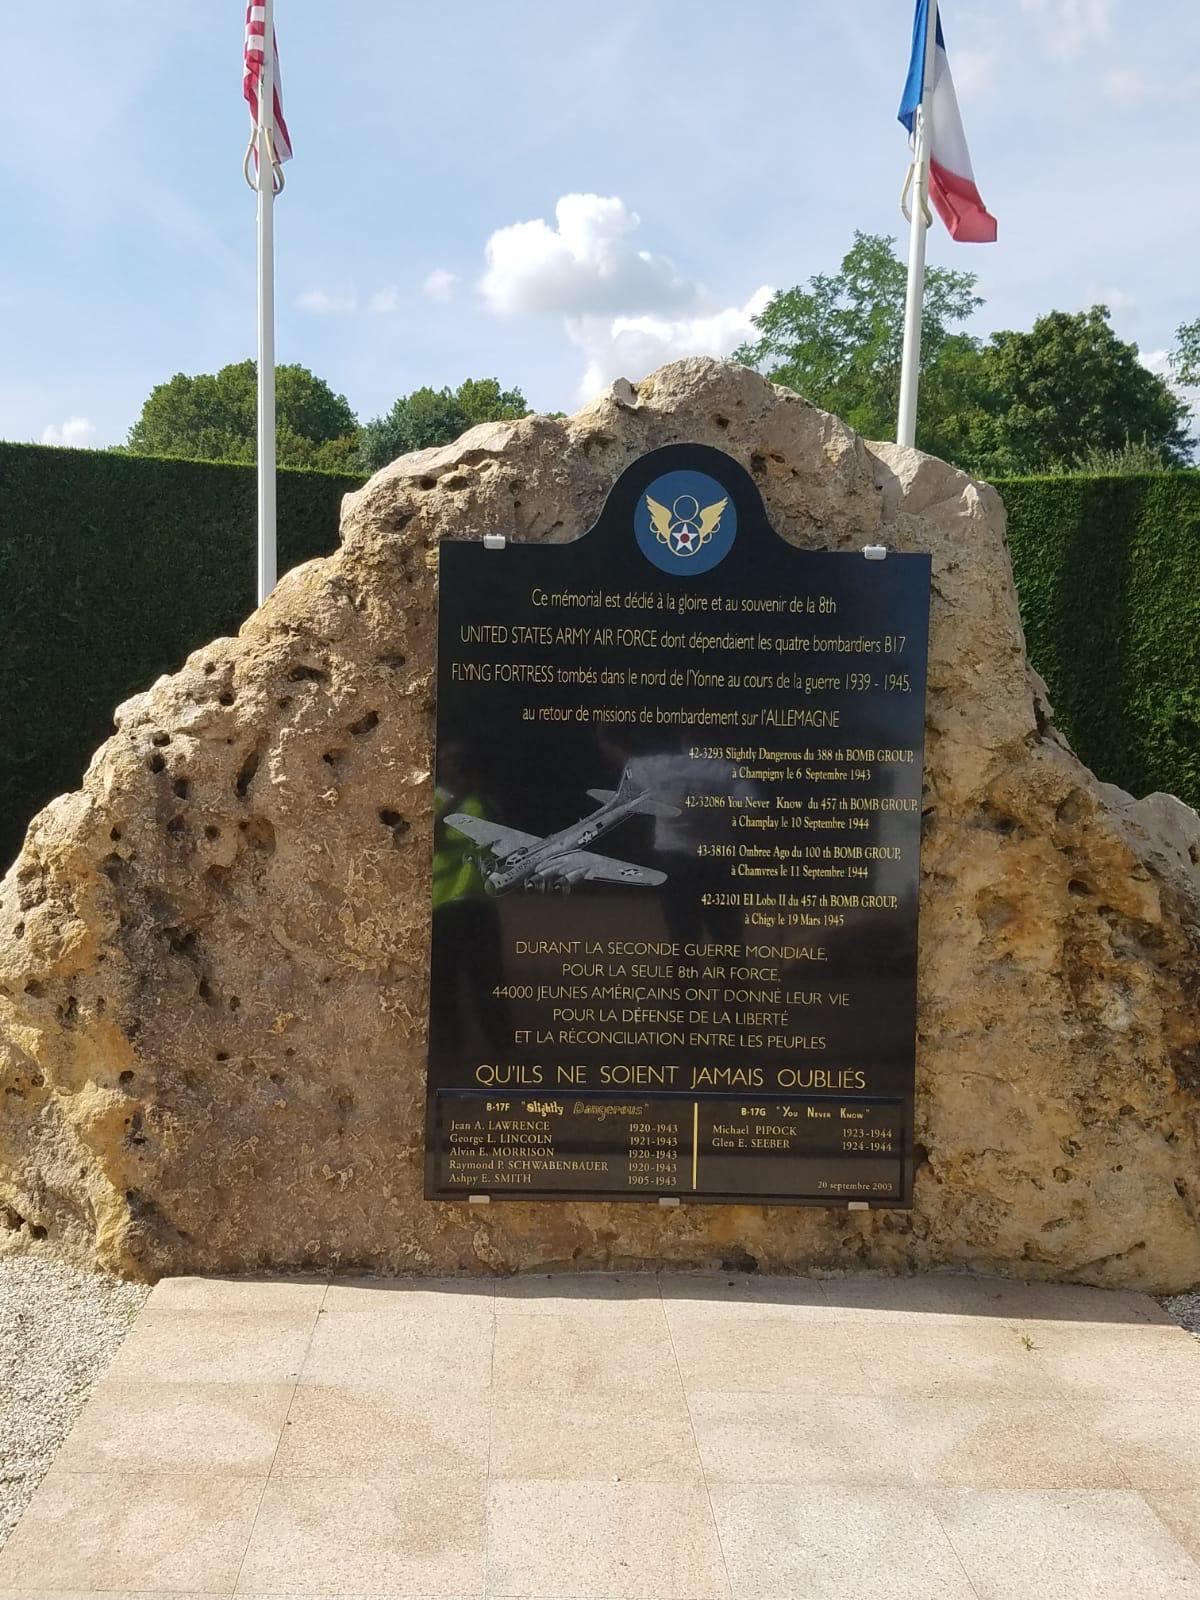 Ce mémorial est dédié à la gloire et au souvenir de la 8th
UNITED STATES ARMY AIR FORCE dont dépendaient les quatre bombardiers B17
FLYING FORTRESS tombés dans le nord de l'Yonne au cours de la guerre 1939 - 1945,
au retour de missions de bombardement sur l'ALLEMAGNE
42-3293 Slightly Dangerous du 388 th BOMB GROUP,
à Champigny le 6 Septembre 1943
42-32086 You Never Know du 457 th BOMB GROUP,
à Champlay le 10 Septembre 1944
43-38161 Ombree Ago du 100 th BOMB GROUP,
à Chamvres le 11 Septembre 1944
42-32101 El Lobo II du 457 th BOMB GROUP,
à Chigy le 19 Mars 1945
DURANT LA SECONDE GUERRE MONDIALE,
POUR LA SEULE 8th AIR FORCE,
44000 JEUNES AMÉRICAINS ONT DONNÉ LEUR VIE
POUR LA DÉFENSE DE LA LIBERTÉ
ET LA RÉCONCILIATION ENTRE LES PEUPLES
QU'ILS NE SOIENT JAMAIS OUBLIÉS
B-17F "Slightly Dangerous"
Jean A. LAWRENCE 1920-1943
George L. LINCOLN 1921-1943
Alvin E. MORRISON 1920-1943
Raymond P. SCHWABENBAUER 1920-1943
Ashpy E. SMITH 1905-1943
B-17G "You Never Know"
Michael PIPOCK 1923-1944
Glen E. SEEBER 1924-1944
20 septembre 2003